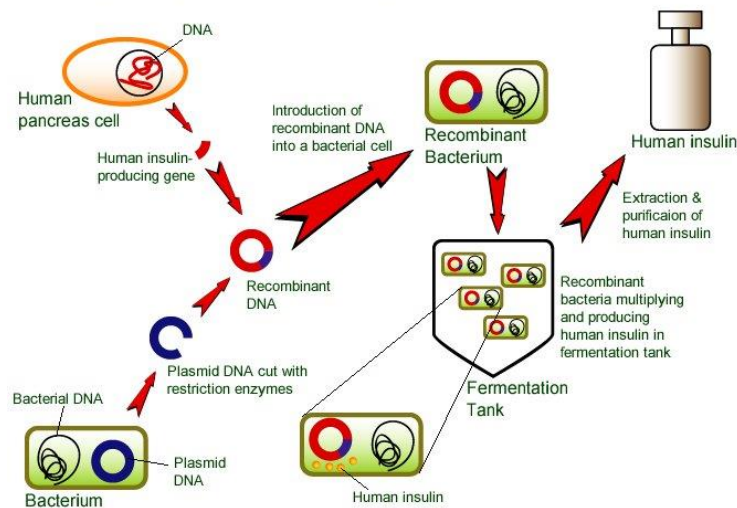 DNA
Human
pancreas cell
Human insulin-
producing gene
Introduction of
recombinant DNA
into a bacterial cell
Recombinant
Bacterium
Human insulin
Extraction &
purificaion of
human insulin
Recombinant
DNA
Recombinant
bacteria multiplying
and producing
human insulin in
fermentation tank
Plasmid DNA cut with
restriction enzymes
Fermentation
Tank
Bacterial DNA
Plasmid
DNA
Bacterium
Human insulin